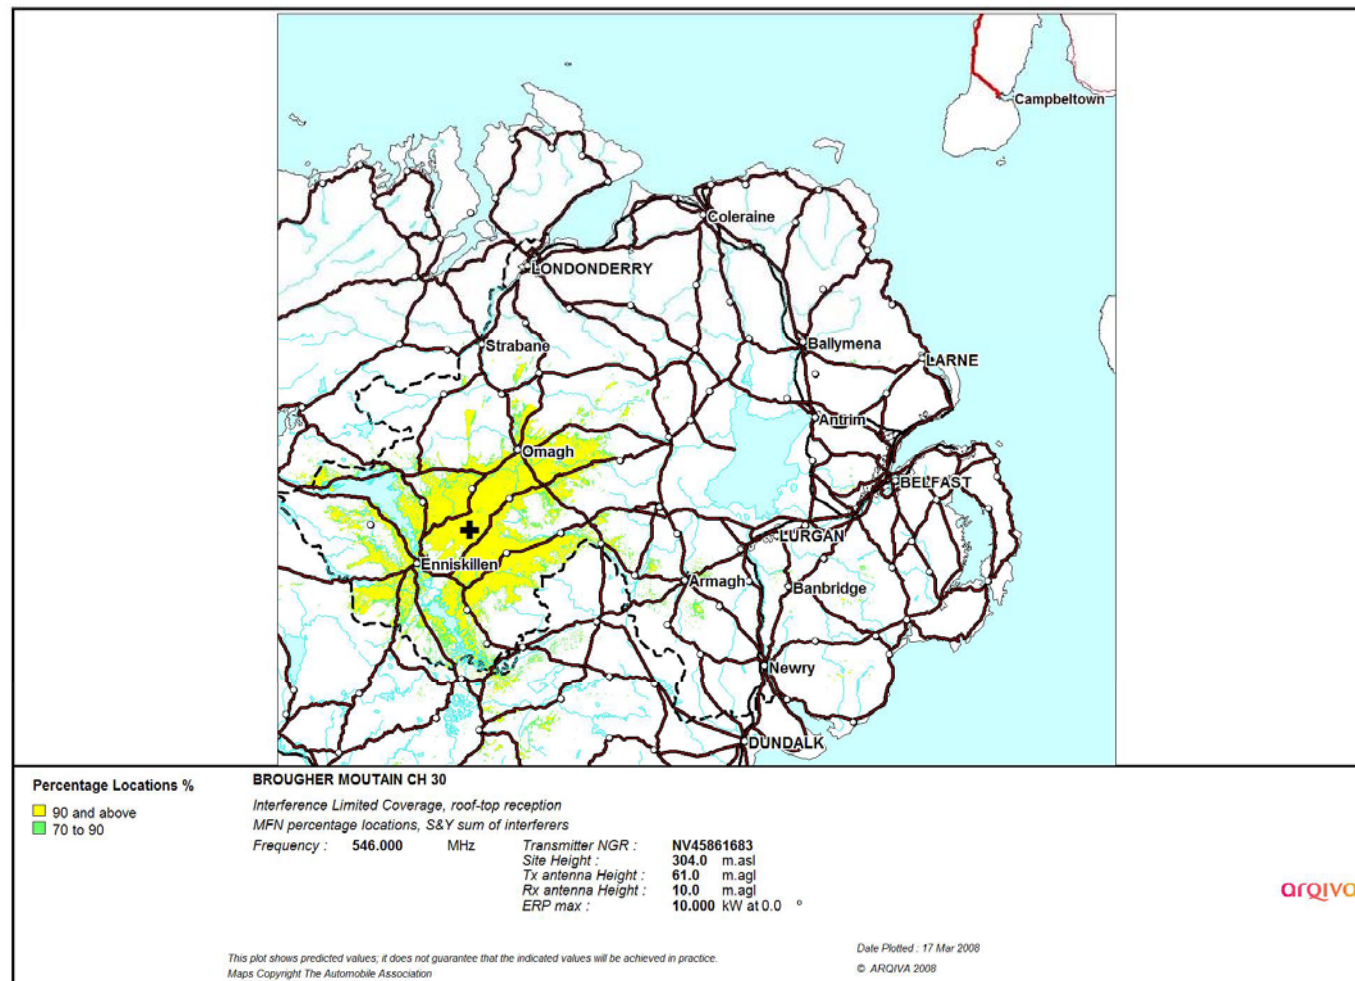 Campbeltown
Coleraine
LONDONDERRY
Strabane
Ballymena
LARNE
Antrim
Omagh
BELFAST
LURGAN
Enniskillen
Armagh
Banbridge
Newry
DUNDALK
Percentage Locations %
90 and above
70 to 90
BROUGHER MOUTAIN CH 30
Interference Limited Coverage, roof-top reception
MFN percentage locations, S&Y sum of interferers
Frequency : 546.000 MHz
Transmitter NGR : NV45861683
Site Height : 304.0 m.asl
Tx antenna Height : 61.0 m.agl
Rx antenna Height : 10.0 m.agl
ERP max : 10.000 kW at 0.0 °
arqiva
This plot shows predicted values; it does not guarantee that the indicated values will be achieved in practice.
Maps Copyright The Automobile Association
Date Plotted : 17 Mar 2008
© ARQIVA 2008